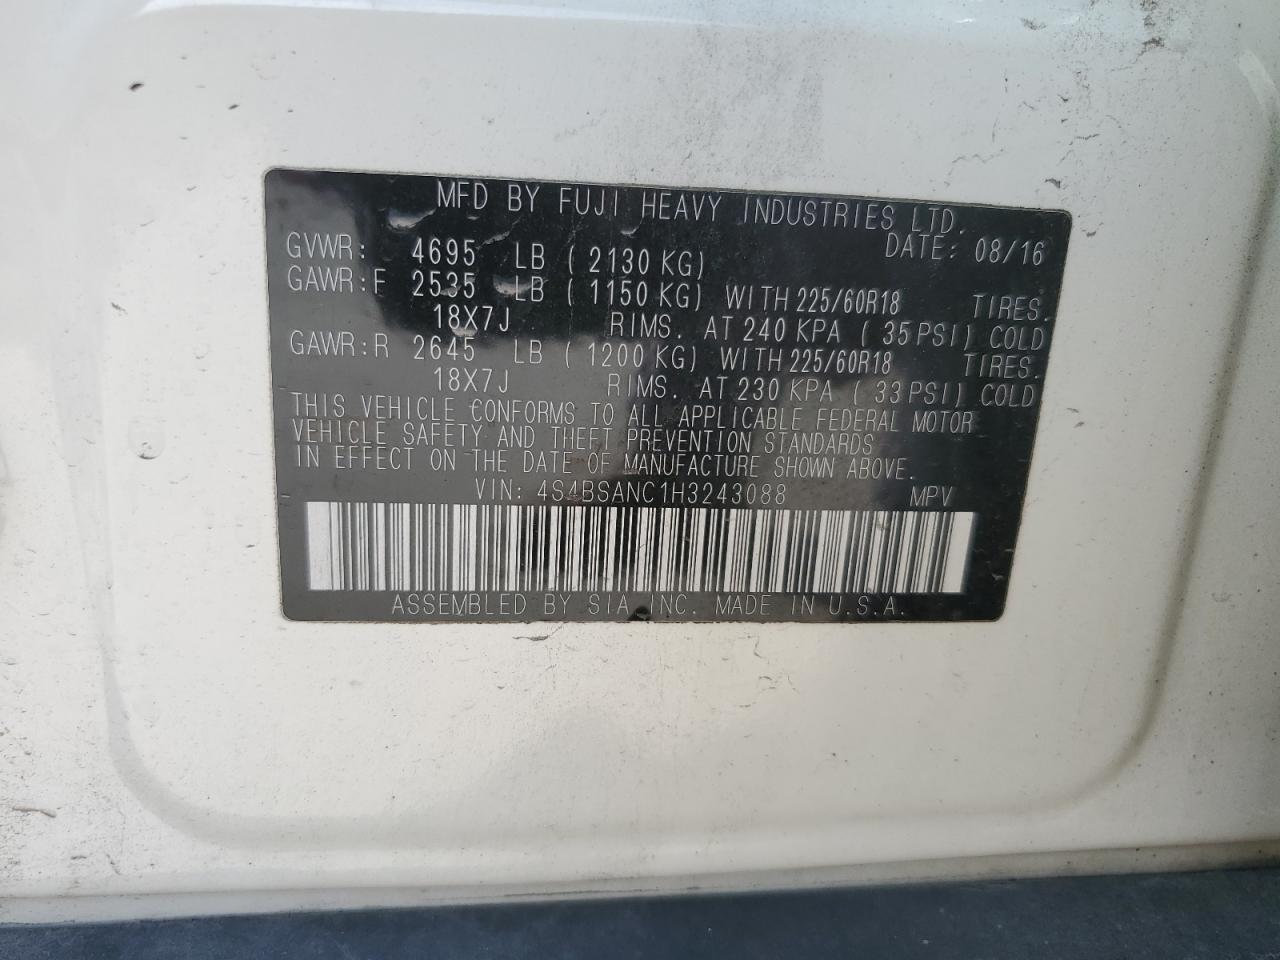 MFD BY FUJI HEAVY INDUSTRIES LTD.
DATE: 08/16
GVWR: 4695 LB (2130 KG)
GAWR:F 2535 LB (1150 KG) WITH 225/60R18 TIRES.
18X7J RIMS. AT 240 KPA (35 PSI) COLD
GAWR:R 2645 LB (1200 KG) WITH 225/60R18 TIRES.
18X7J RIMS. AT 230 KPA (33 PSI) COLD
THIS VEHICLE CONFORMS TO ALL APPLICABLE FEDERAL MOTOR
VEHICLE SAFETY AND THEFT PREVENTION STANDARDS
IN EFFECT ON THE DATE OF MANUFACTURE SHOWN ABOVE.
VIN: 4S4BSANC1H3243088 MPV
ASSEMBLED BY SIA, INC. MADE IN U.S.A.